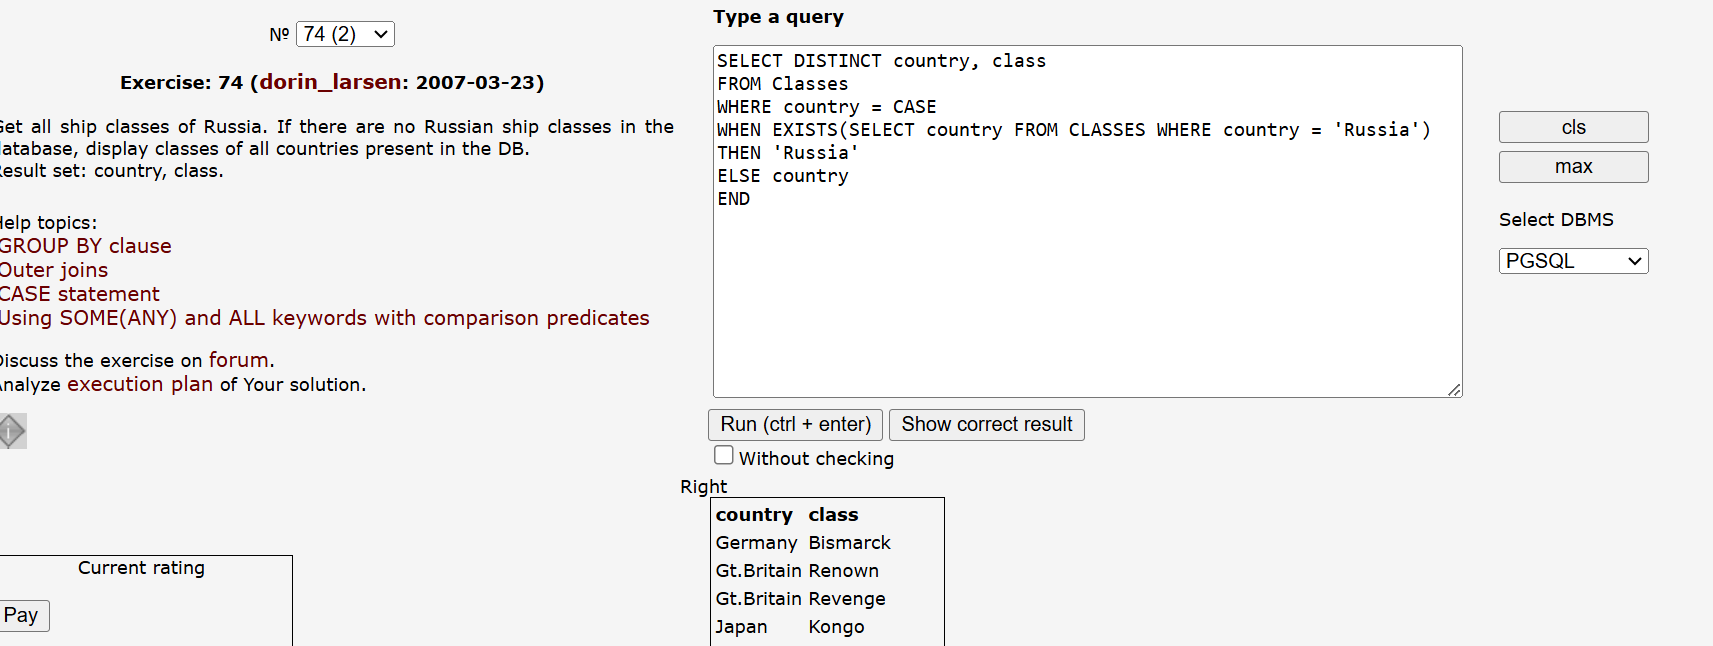 № 74 (2)
Exercise: 74 (dorin_larsen: 2007-03-23)
Get all ship classes of Russia. If there are no Russian ship classes in the
database, display classes of all countries present in the DB.
Result set: country, class.
Help topics:
GROUP BY clause
Outer joins
CASE statement
Using SOME(ANY) and ALL keywords with comparison predicates
Discuss the exercise on forum.
Analyze execution plan of Your solution.
Current rating
Pay
Type a query
SELECT DISTINCT country, class
FROM Classes
WHERE country = CASE
WHEN EXISTS(SELECT country FROM CLASSES WHERE country = 'Russia')
THEN 'Russia'
ELSE country
END
Run (ctrl + enter) Show correct result
Without checking
Right
country class
Germany Bismarck
Gt.Britain Renown
Gt.Britain Revenge
Japan Kongo
cls
max
Select DBMS
PGSQL